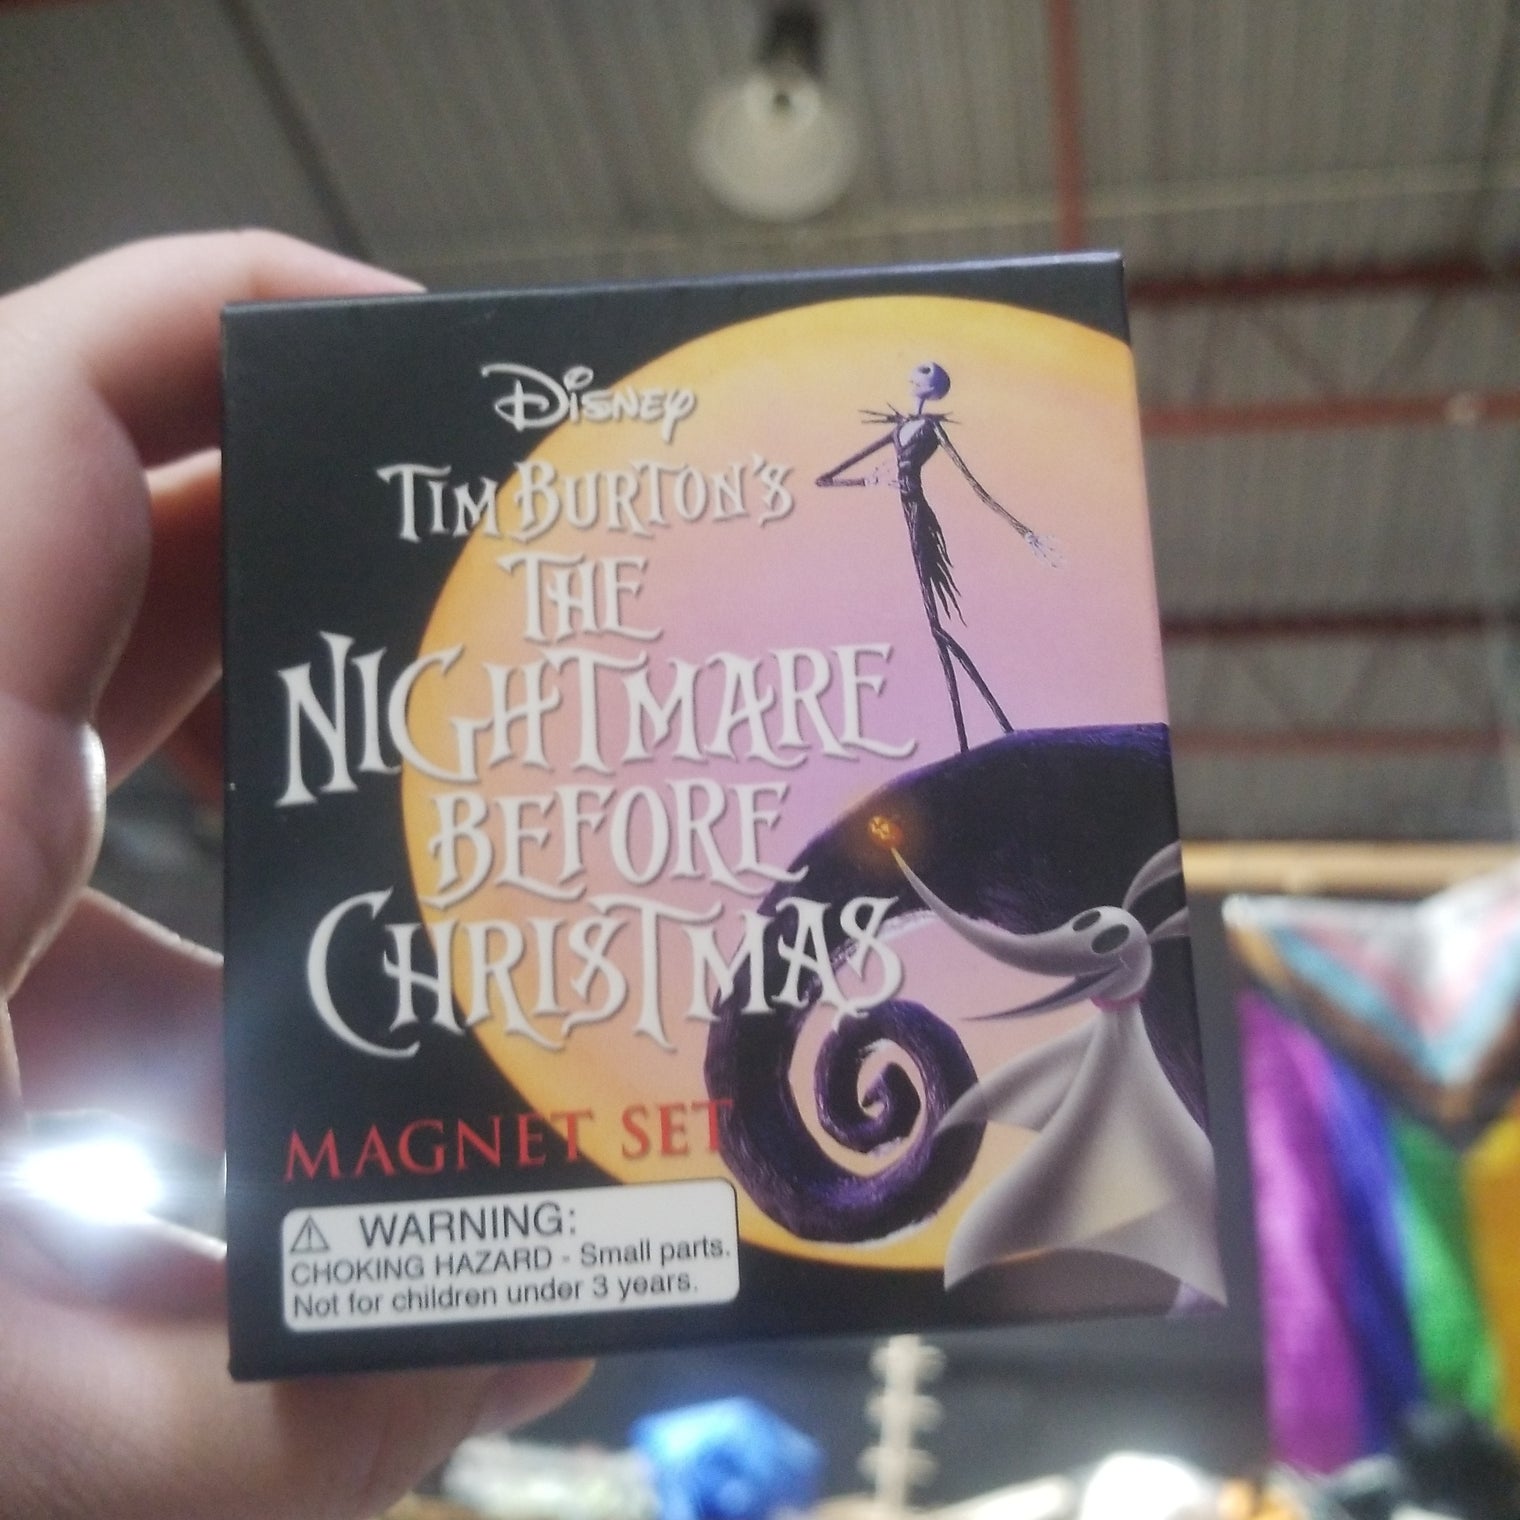 Disney
Tim Burton's
The
Nightmare
Before
Christmas
MAGNET SET
⚠ WARNING:
CHOKING HAZARD - Small parts.
Not for children under 3 years.